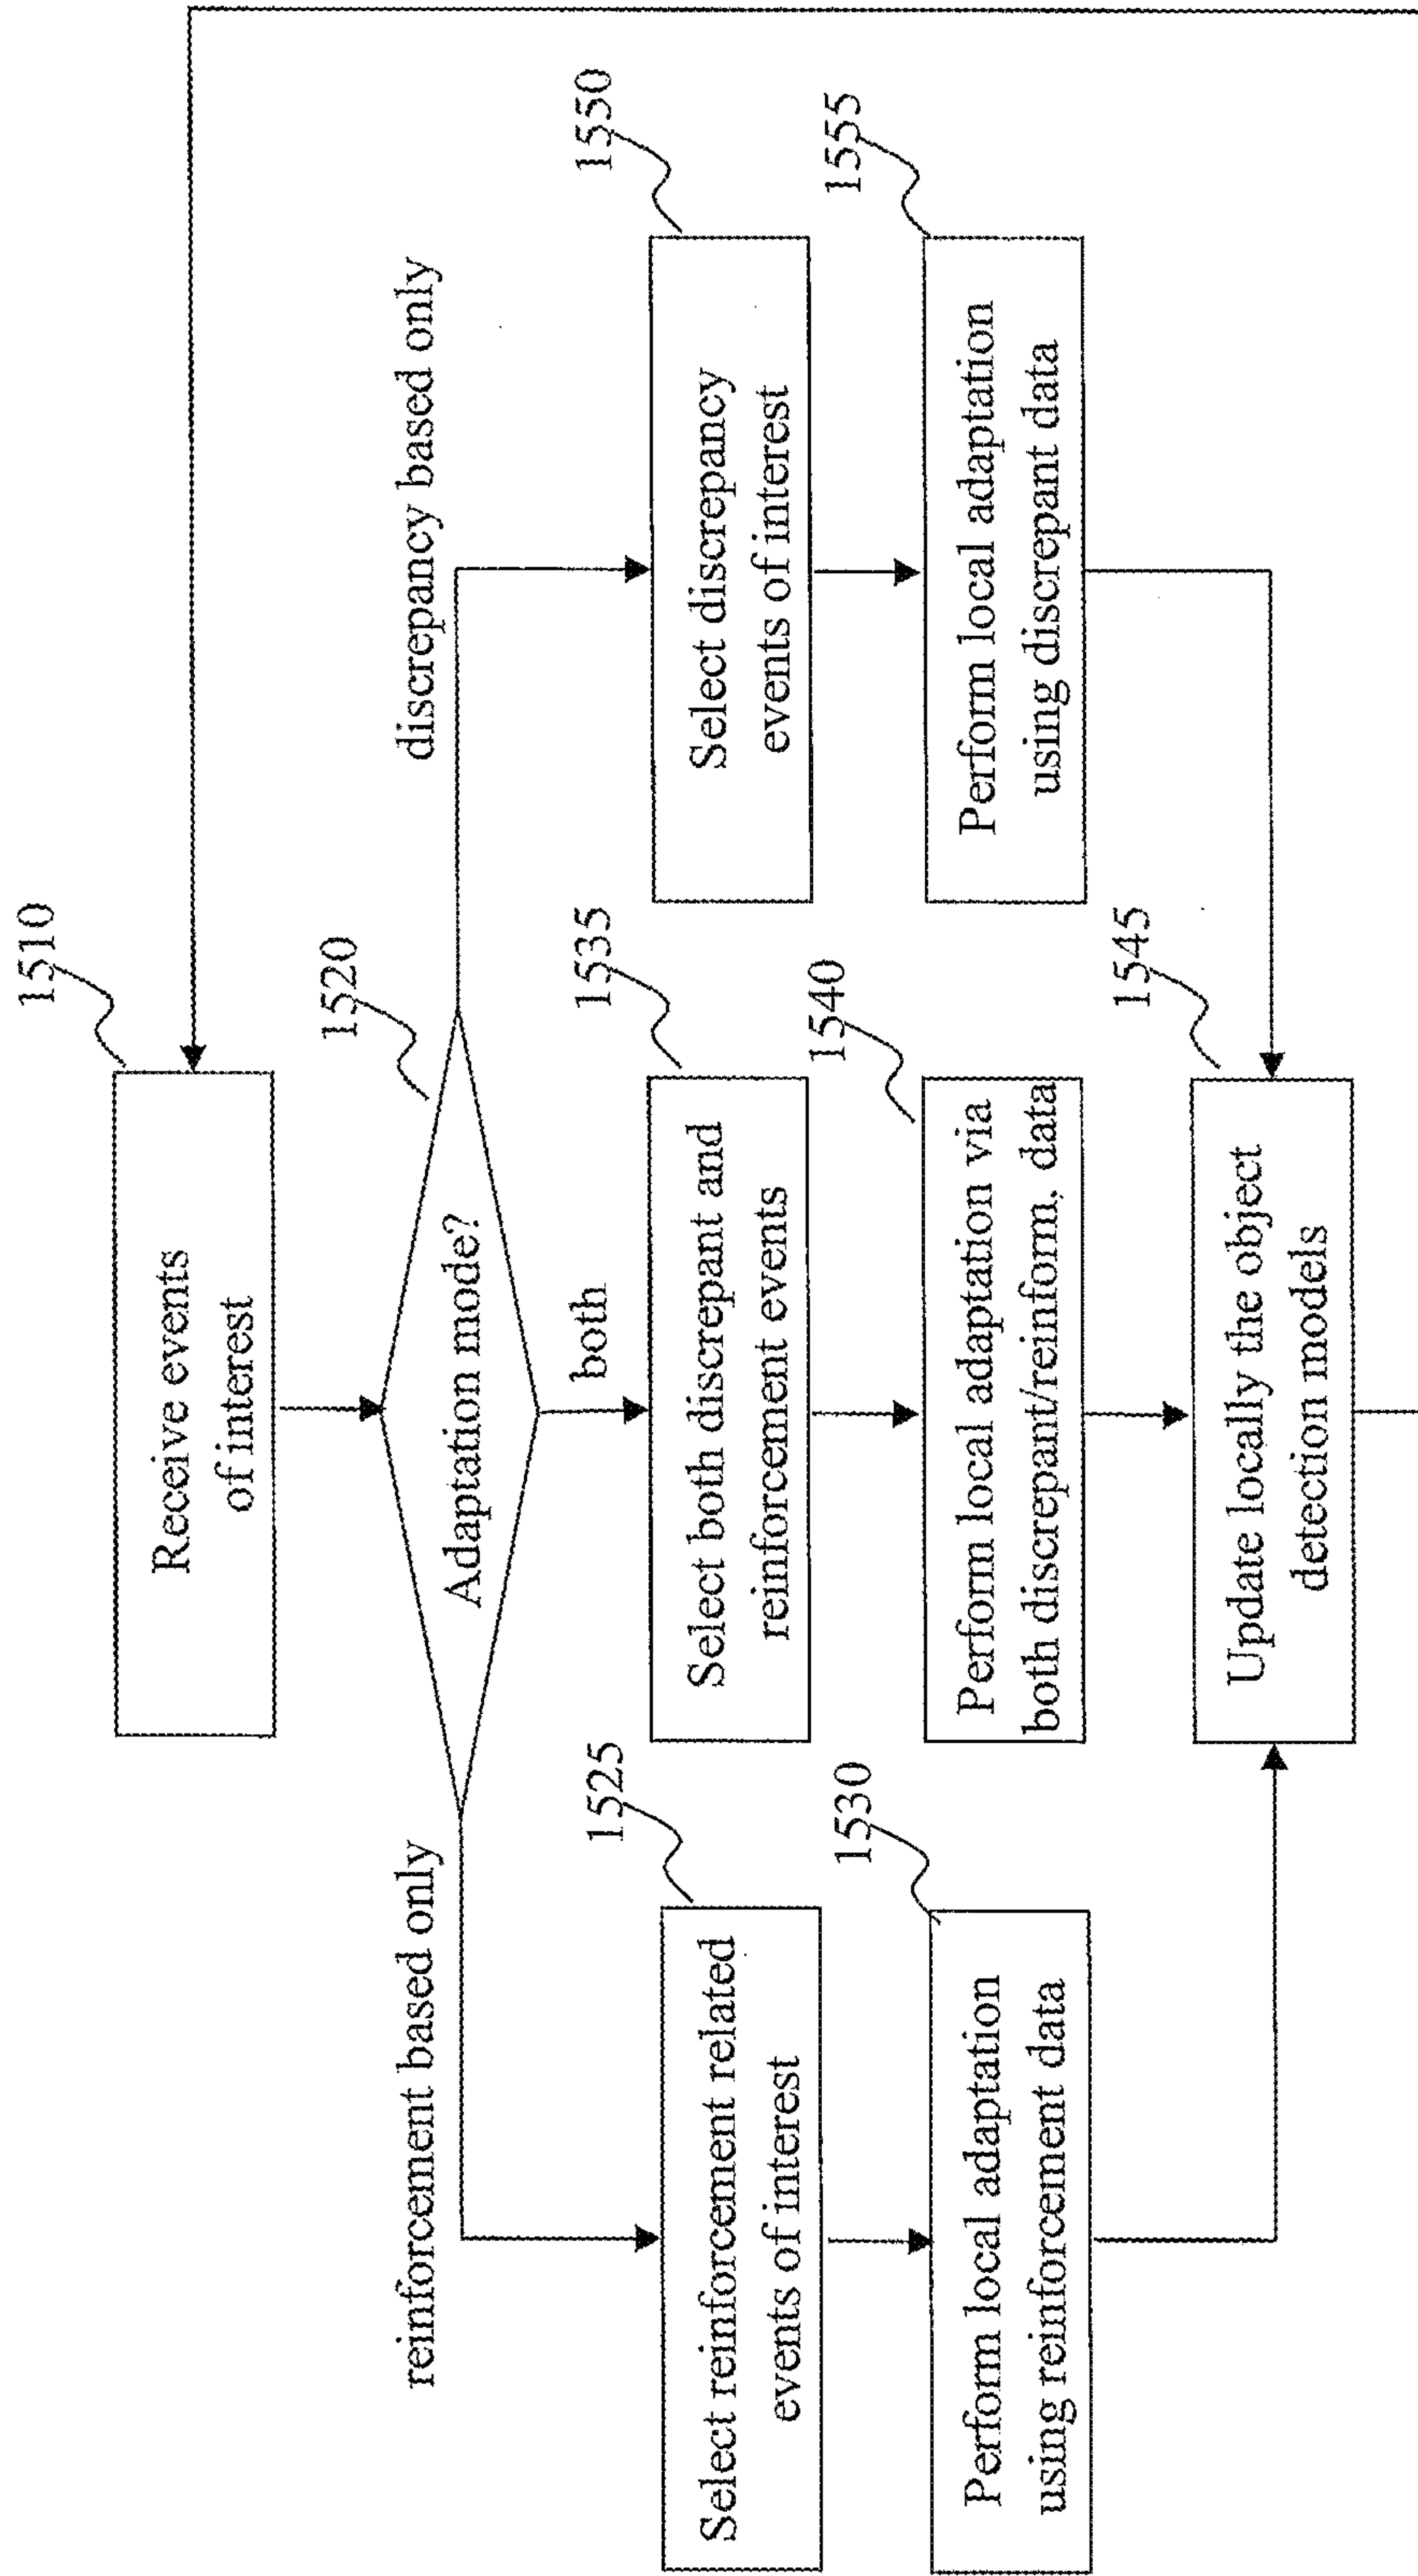 1510
Receive events
of interest
1520
Adaptation mode?
reinforcement based only
both
discrepancy based only
1525
Select reinforcement related
events of interest
1535
Select both discrepant and
reinforcement events
1550
Select discrepancy
events of interest
1530
Perform local adaptation
using reinforcement data
1540
Perform local adaptation via
both discrepant/reinform. data
1555
Perform local adaptation
using discrepant data
1545
Update locally the object
detection models